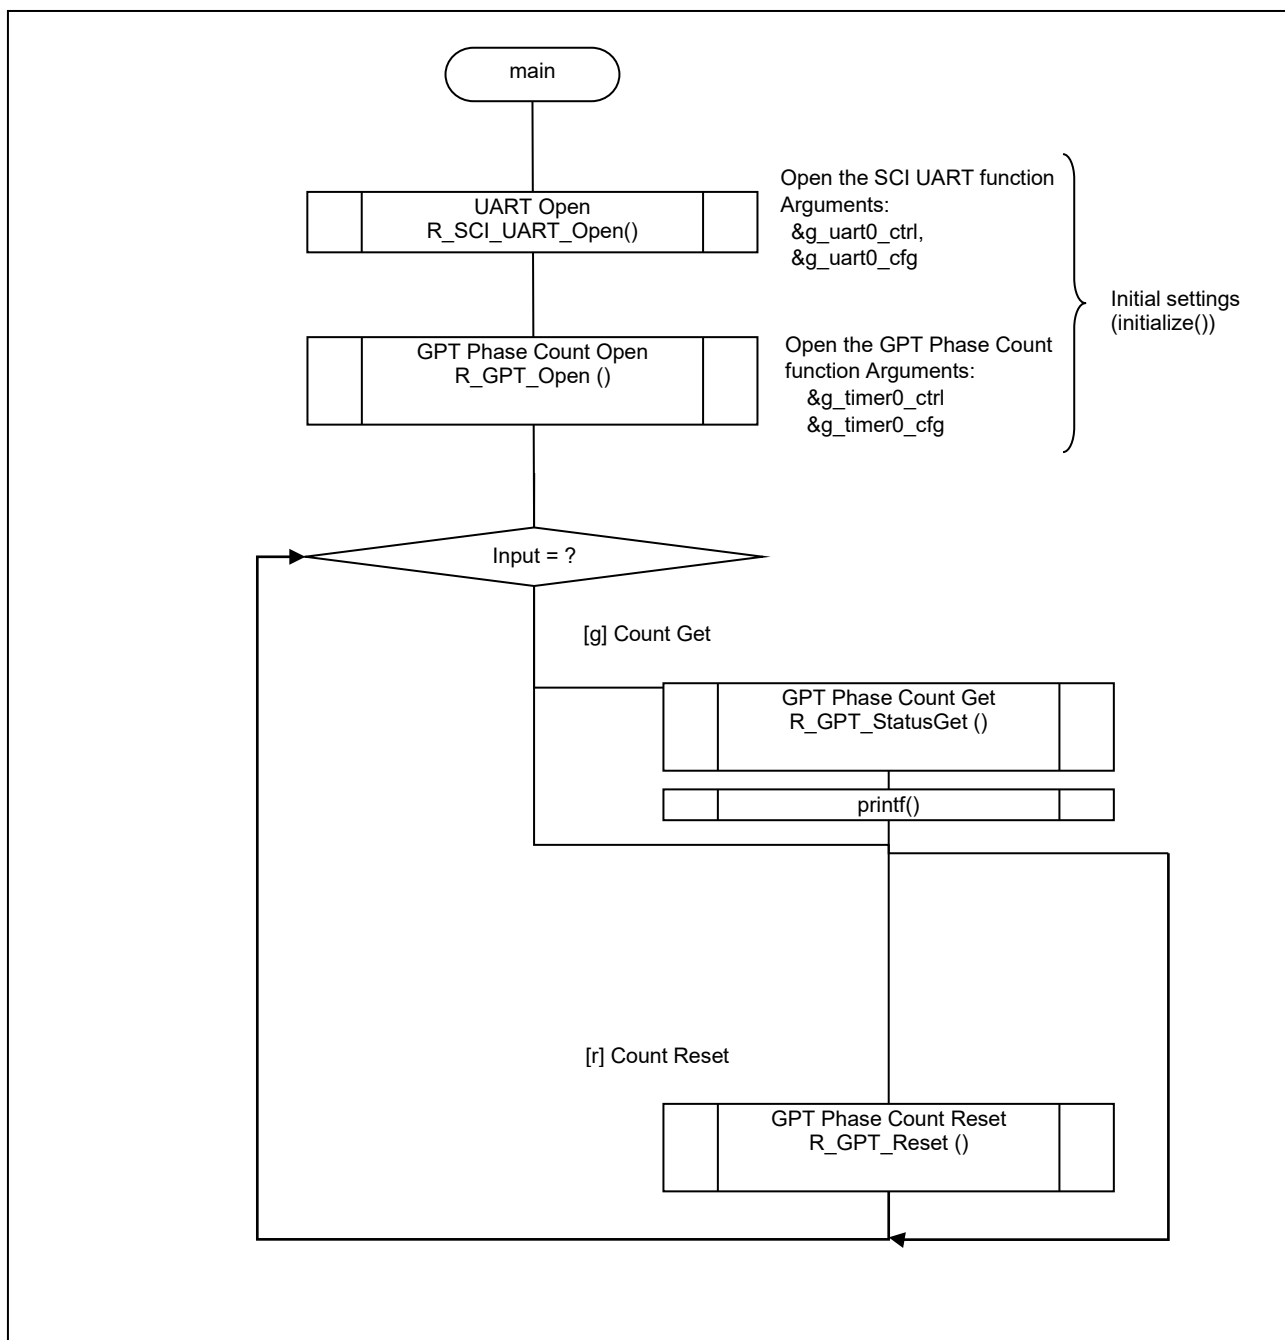 main
UART Open
R_SCI_UART_Open()
Open the SCI UART function
Arguments:
&g_uart0_ctrl,
&g_uart0_cfg
Initial settings
(initialize())
GPT Phase Count Open
R_GPT_Open ()
Open the GPT Phase Count
function Arguments:
&g_timer0_ctrl
&g_timer0_cfg
Input = ?
[g] Count Get
GPT Phase Count Get
R_GPT_StatusGet ()
printf()
[r] Count Reset
GPT Phase Count Reset
R_GPT_Reset ()